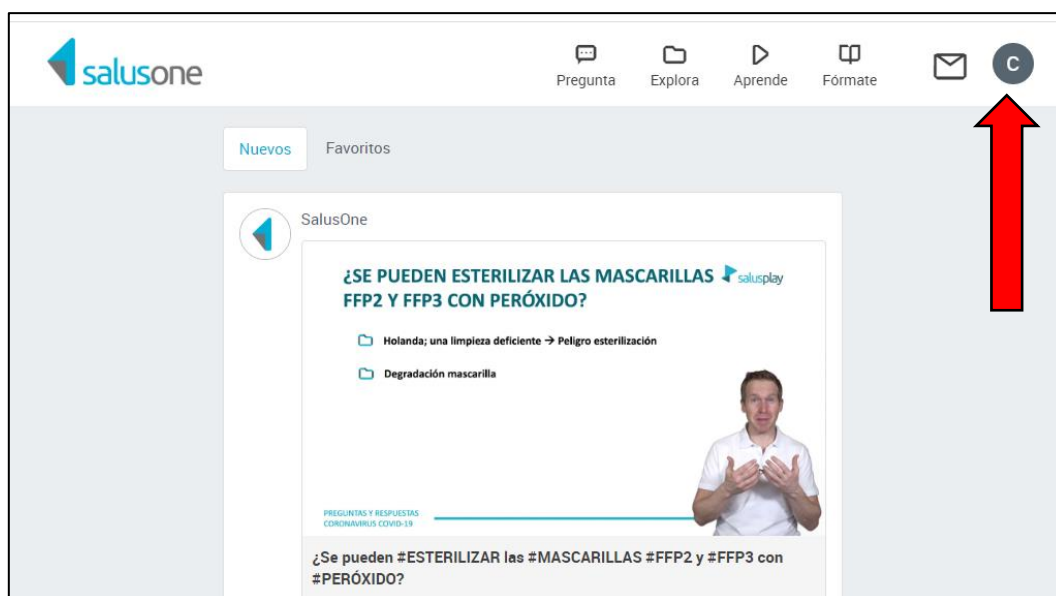 salusone
Pregunta Explora Aprende Fórmate
C
Nuevos Favoritos
SalusOne
¿SE PUEDEN ESTERILIZAR LAS MASCARILLAS
FFP2 Y FFP3 CON PERÓXIDO?
salusplay
Holanda; una limpieza deficiente → Peligro esterilización
Degradación mascarilla
PREGUNTAS Y RESPUESTAS
CORONAVIRUS COVID-19
¿Se pueden #ESTERILIZAR las #MASCARILLAS #FFP2 y #FFP3 con
#PERÓXIDO?